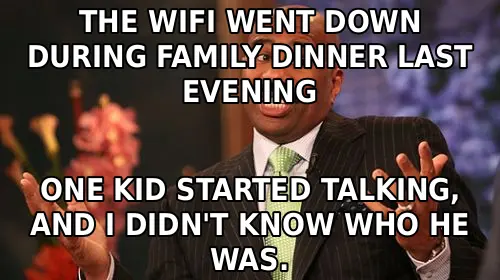 THE WIFI WENT DOWN
DURING FAMILY DINNER LAST
EVENING
ONE KID STARTED TALKING,
AND I DIDN'T KNOW WHO HE
WAS.